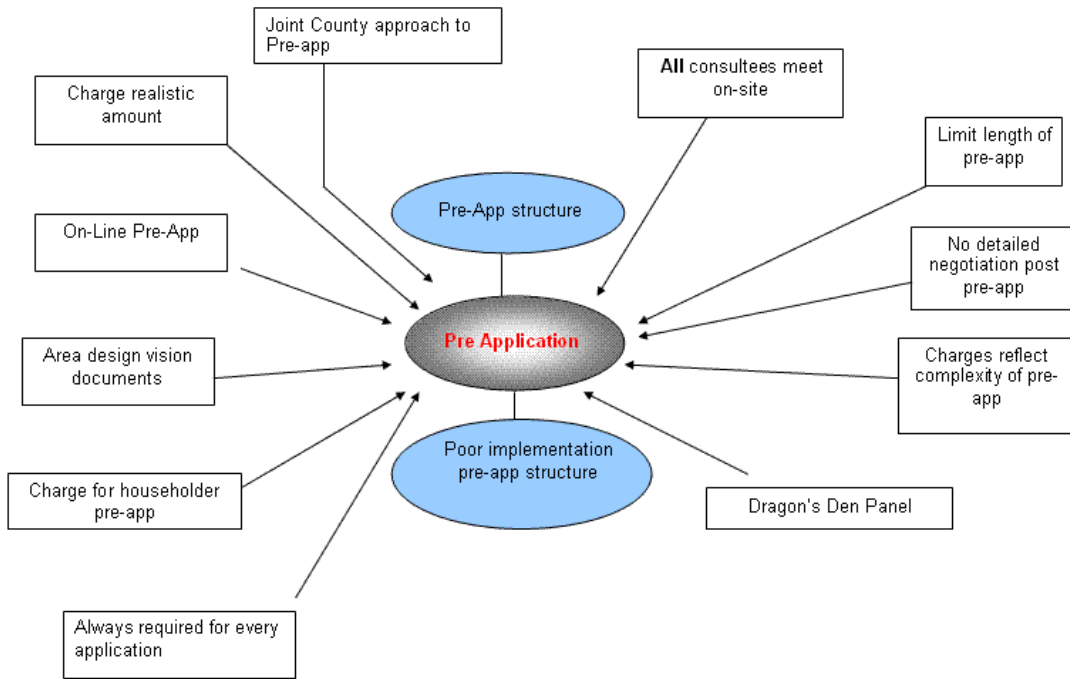 Joint County approach to
Pre-app
All consultees meet
on-site
Charge realistic
amount
Limit length of
pre-app
Pre-App structure
On-Line Pre-App
No detailed
negotiation post
pre-app
Pre Application
Area design vision
documents
Charges reflect
complexity of pre-
app
Poor implementation
pre-app structure
Charge for householder
pre-app
Dragon's Den Panel
Always required for every
application